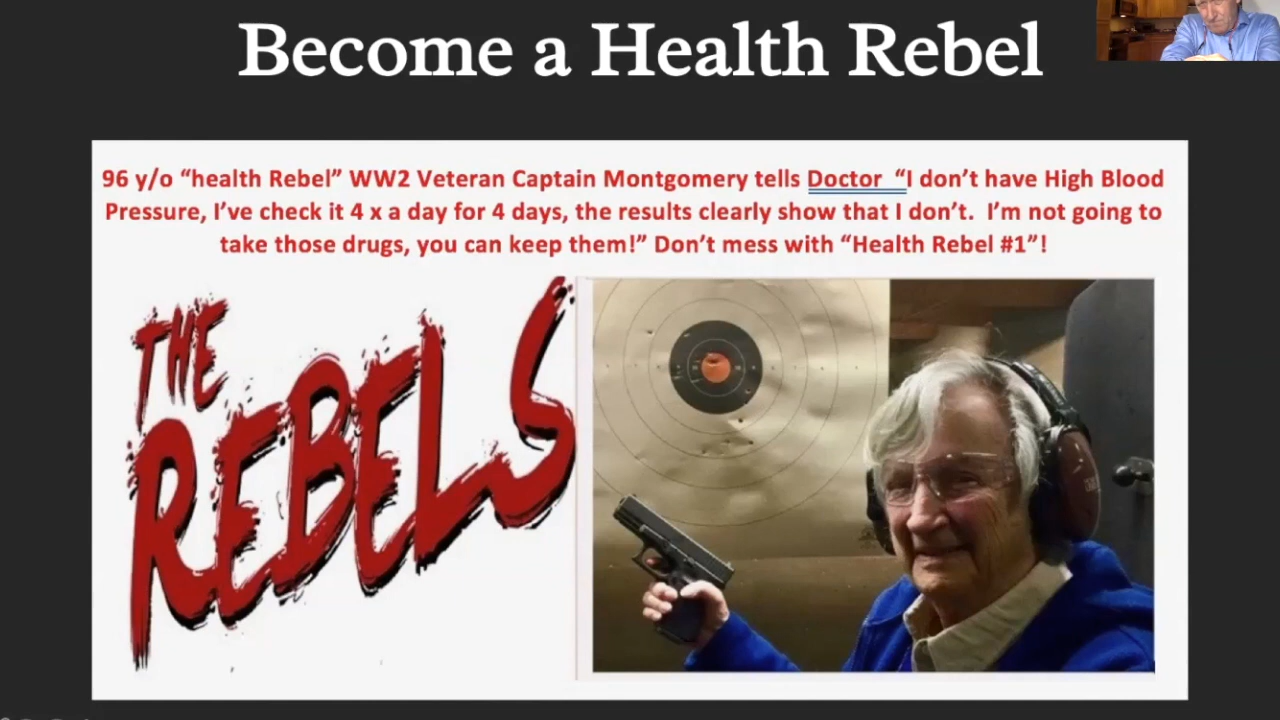 Become a Health Rebel
96 y/o “health Rebel” WW2 Veteran Captain Montgomery tells Doctor “I don’t have High Blood
Pressure, I’ve check it 4 x a day for 4 days, the results clearly show that I don’t. I’m not going to
take those drugs, you can keep them!” Don’t mess with “Health Rebel #1”!
THE
REBELS